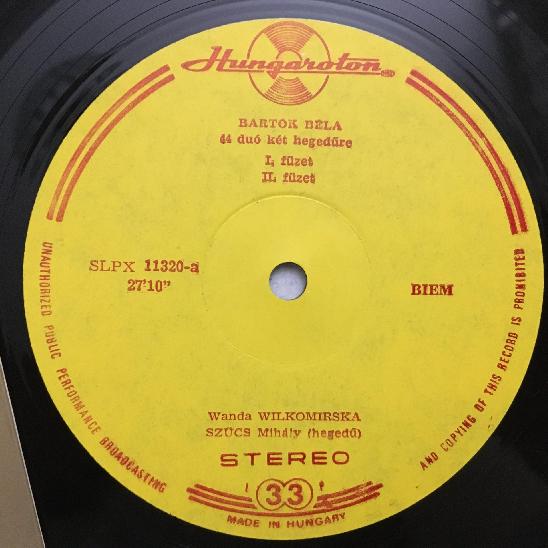 Hungaroton
BARTÓK BÉLA
44 duó két hegedűre
I. füzet
II. füzet
SLPX 11320-a
27'10"
BIEM
Wanda WILKOMIRSKA
SZŰCS Mihály (hegedű)
STEREO
33
MADE IN HUNGARY
UNAUTHORIZED PUBLIC PERFORMANCE BROADCASTING
AND COPYING OF THIS RECORD IS PROHIBITED